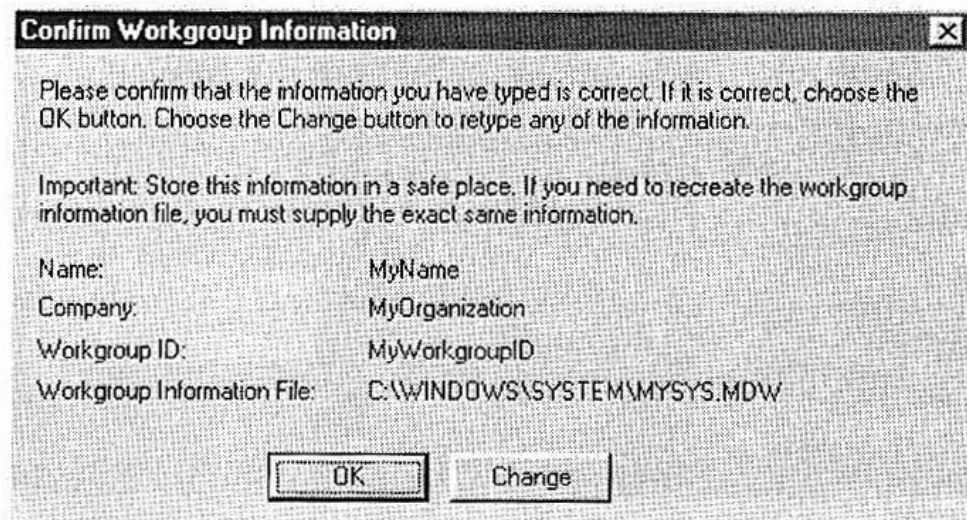 Confirm Workgroup Information
Please confirm that the information you have typed is correct. If it is correct, choose the
OK button. Choose the Change button to retype any of the information.
Important: Store this information in a safe place. If you need to recreate the workgroup
information file, you must supply the exact same information.
Name: MyName
Company: MyOrganization
Workgroup ID: MyWorkgroupID
Workgroup Information File: C:\WINDOWS\SYSTEM\MYSYS.MDW
OK Change